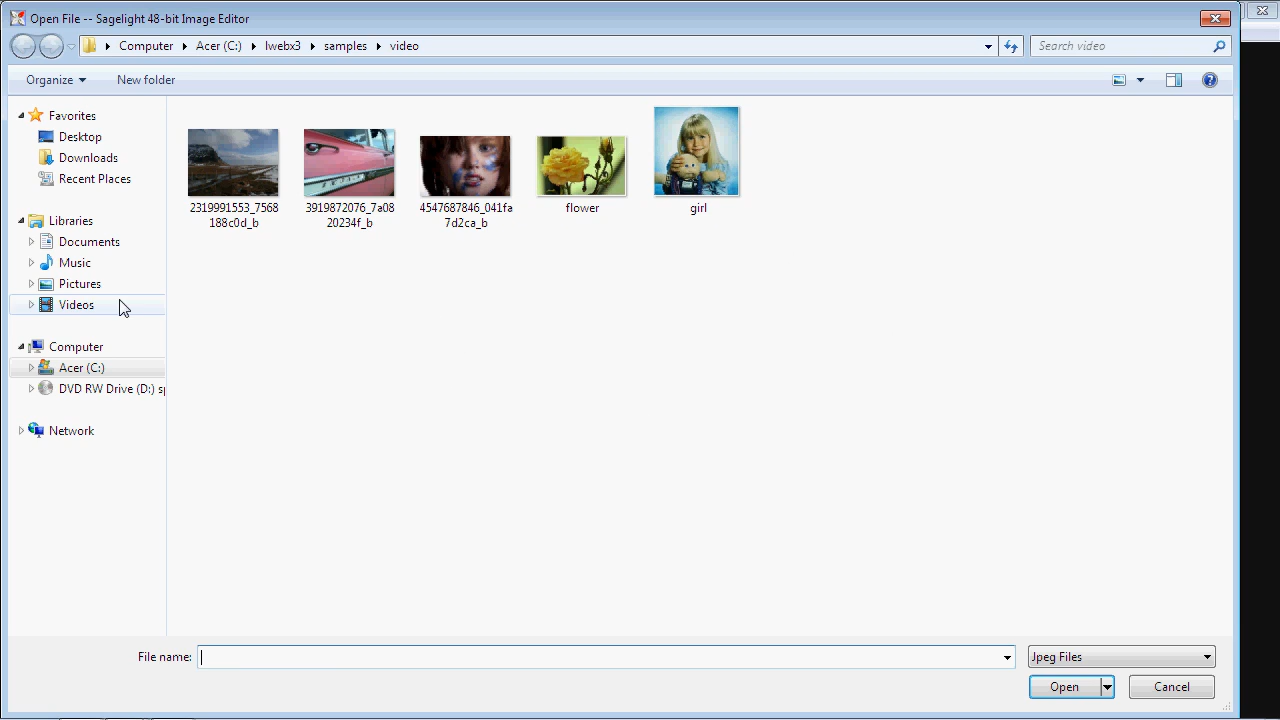 Open File -- Sagelight 48-bit Image Editor
Computer Acer (C:) lwebx3 samples video
Search video
Organize New folder
Favorites
Desktop
Downloads
Recent Places
Libraries
Documents
Music
Pictures
Videos
Computer
Acer (C:)
DVD RW Drive (D:) sp
Network
2319991553_7568
188c0d_b
3919872076_7a08
20234f_b
4547687846_041fa
7d2ca_b
flower
girl
File name:
Jpeg Files
Open
Cancel